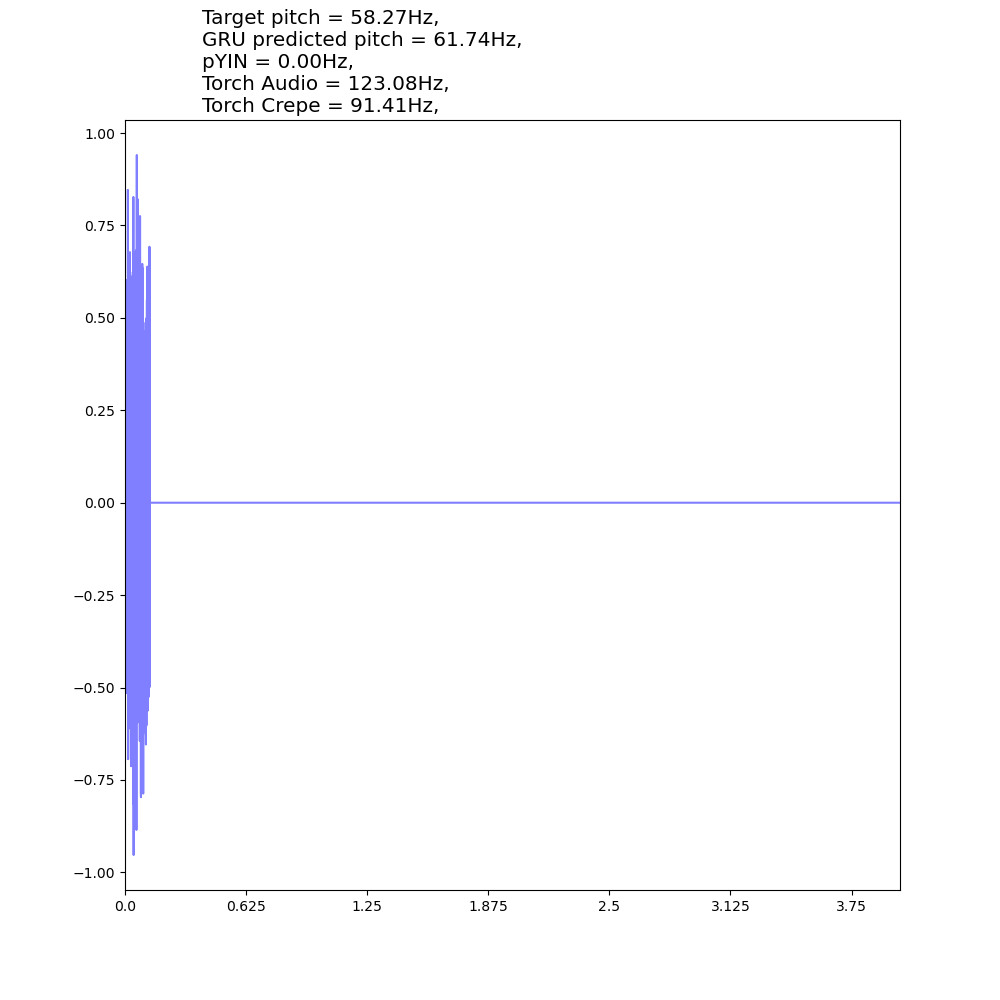 Target pitch = 58.27Hz,
GRU predicted pitch = 61.74Hz,
pYIN = 0.00Hz,
Torch Audio = 123.08Hz,
Torch Crepe = 91.41Hz,
1.00
0.75
0.50
0.25
0.00
−0.25
−0.50
−0.75
−1.00
0.0 0.625 1.25 1.875 2.5 3.125 3.75